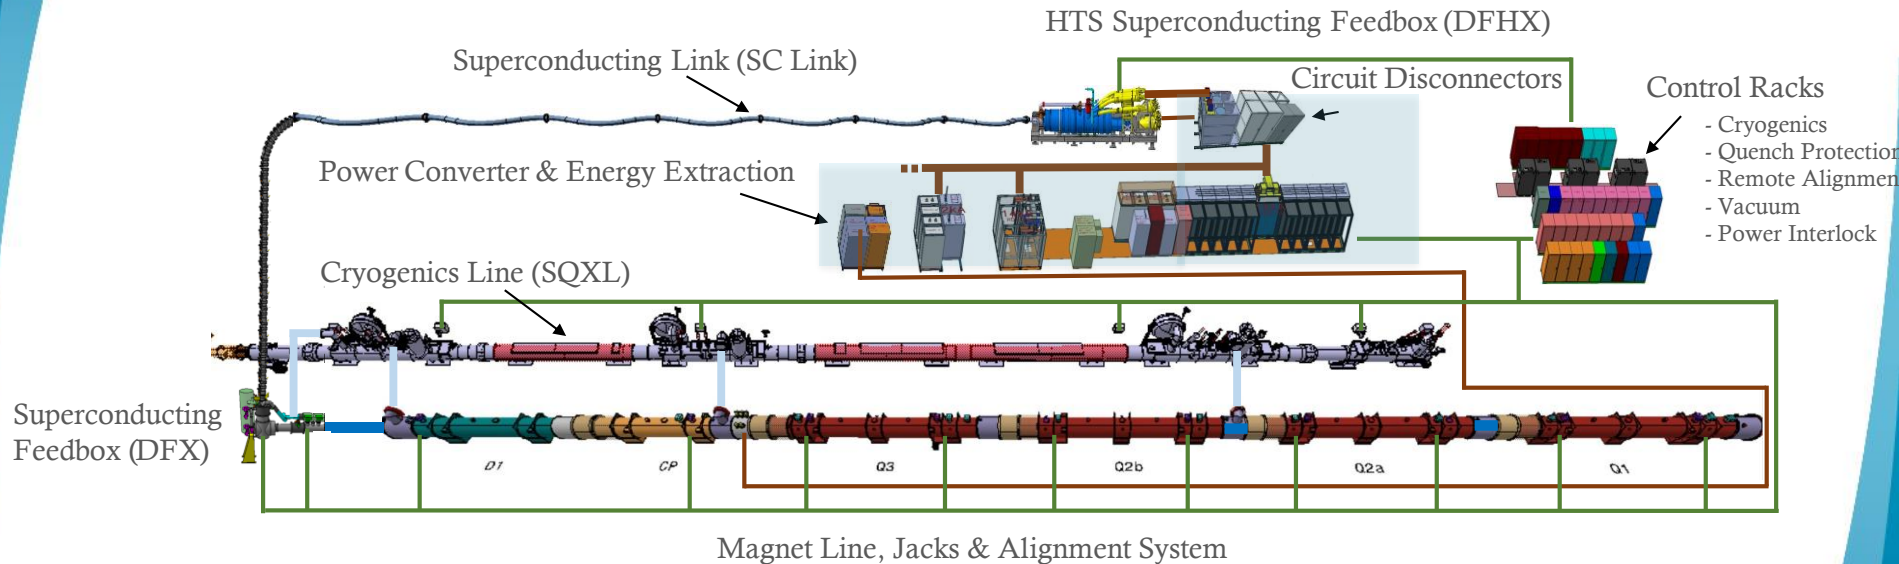 HTS Superconducting Feedbox (DFHX)
Superconducting Link (SC Link)
Circuit Disconnectors
Control Racks
- Cryogenics
- Quench Protection
- Remote Alignmen
- Vacuum
- Power Interlock
Power Converter & Energy Extraction
Cryogenics Line (SQXL)
Superconducting
Feedbox (DFX)
D1
CP
Q3
Q2b
Q2a
Q1
Magnet Line, Jacks & Alignment System